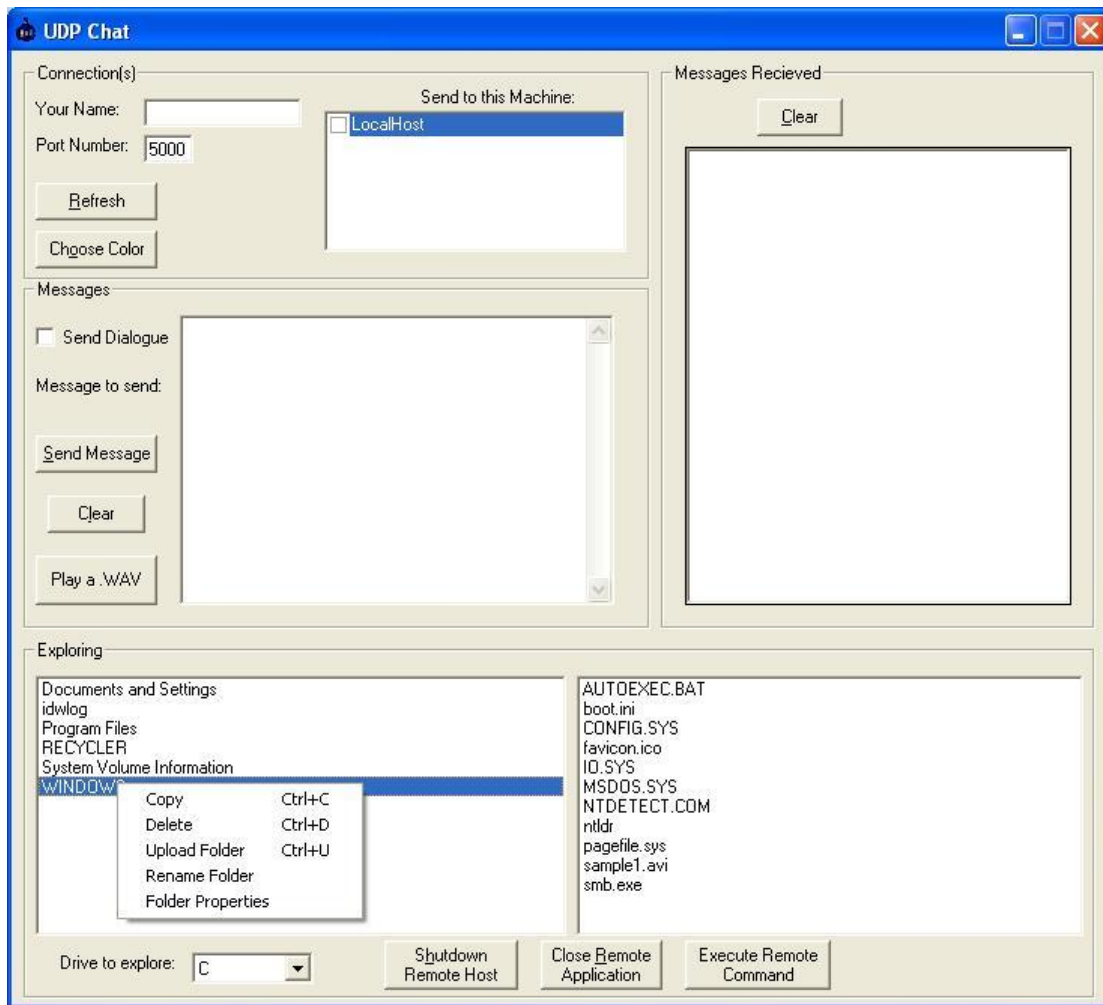 UDP Chat
Connection(s)
Your Name:
Port Number: 5000
Refresh
Choose Color
Send to this Machine:
LocalHost
Messages Recieved
Clear
Messages
Send Dialogue
Message to send:
Send Message
Clear
Play a .WAV
Exploring
Documents and Settings
idwlog
Program Files
RECYCLER
System Volume Information
WINDOWS
Copy Ctrl+C
Delete Ctrl+D
Upload Folder Ctrl+U
Rename Folder
Folder Properties
AUTOEXEC.BAT
boot.ini
CONFIG.SYS
favicon.ico
IO.SYS
MSDOS.SYS
NTDETECT.COM
ntldr
pagefile.sys
sample1.avi
smb.exe
Drive to explore: C
Shutdown
Remote Host
Close Remote
Application
Execute Remote
Command